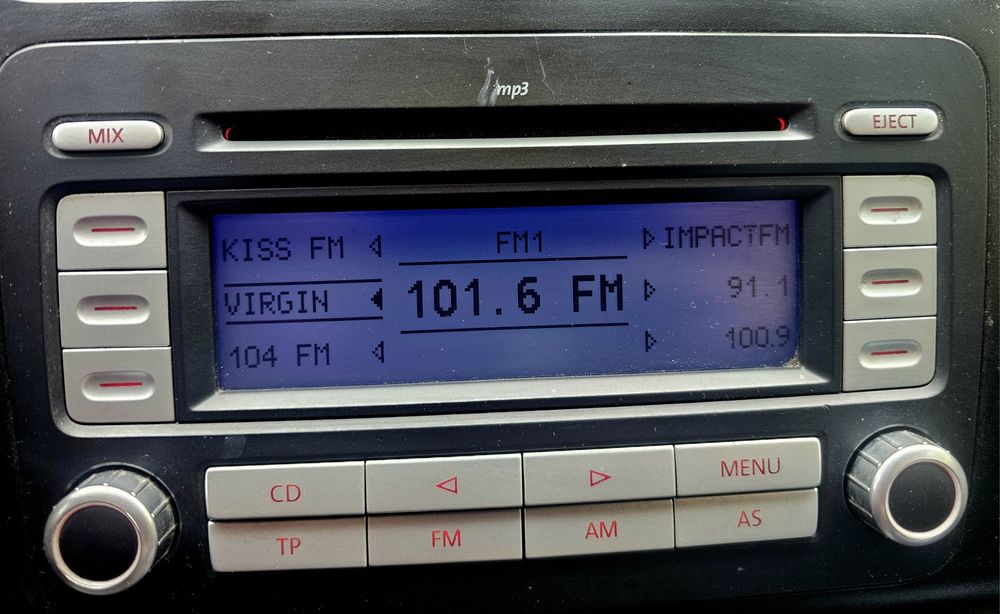 mp3
MIX
EJECT
KISS FM
FM1
IMPACTFM
VIRGIN
101.6 FM
91.1
104 FM
100.9
CD
MENU
TP
FM
AM
AS